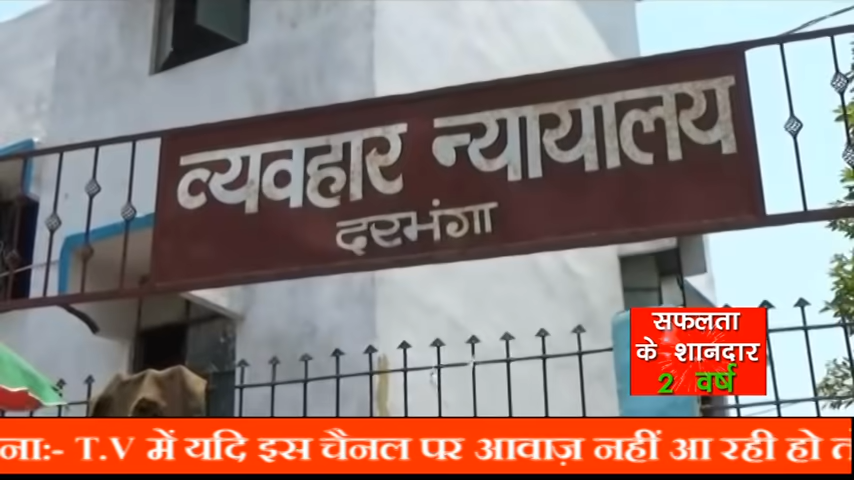 व्यवहार न्यायालय
दरभंगा
सफलता
के शानदार
2 वर्ष
ना:- T.V में यदि इस चैनल पर आवाज़ नहीं आ रही हो त